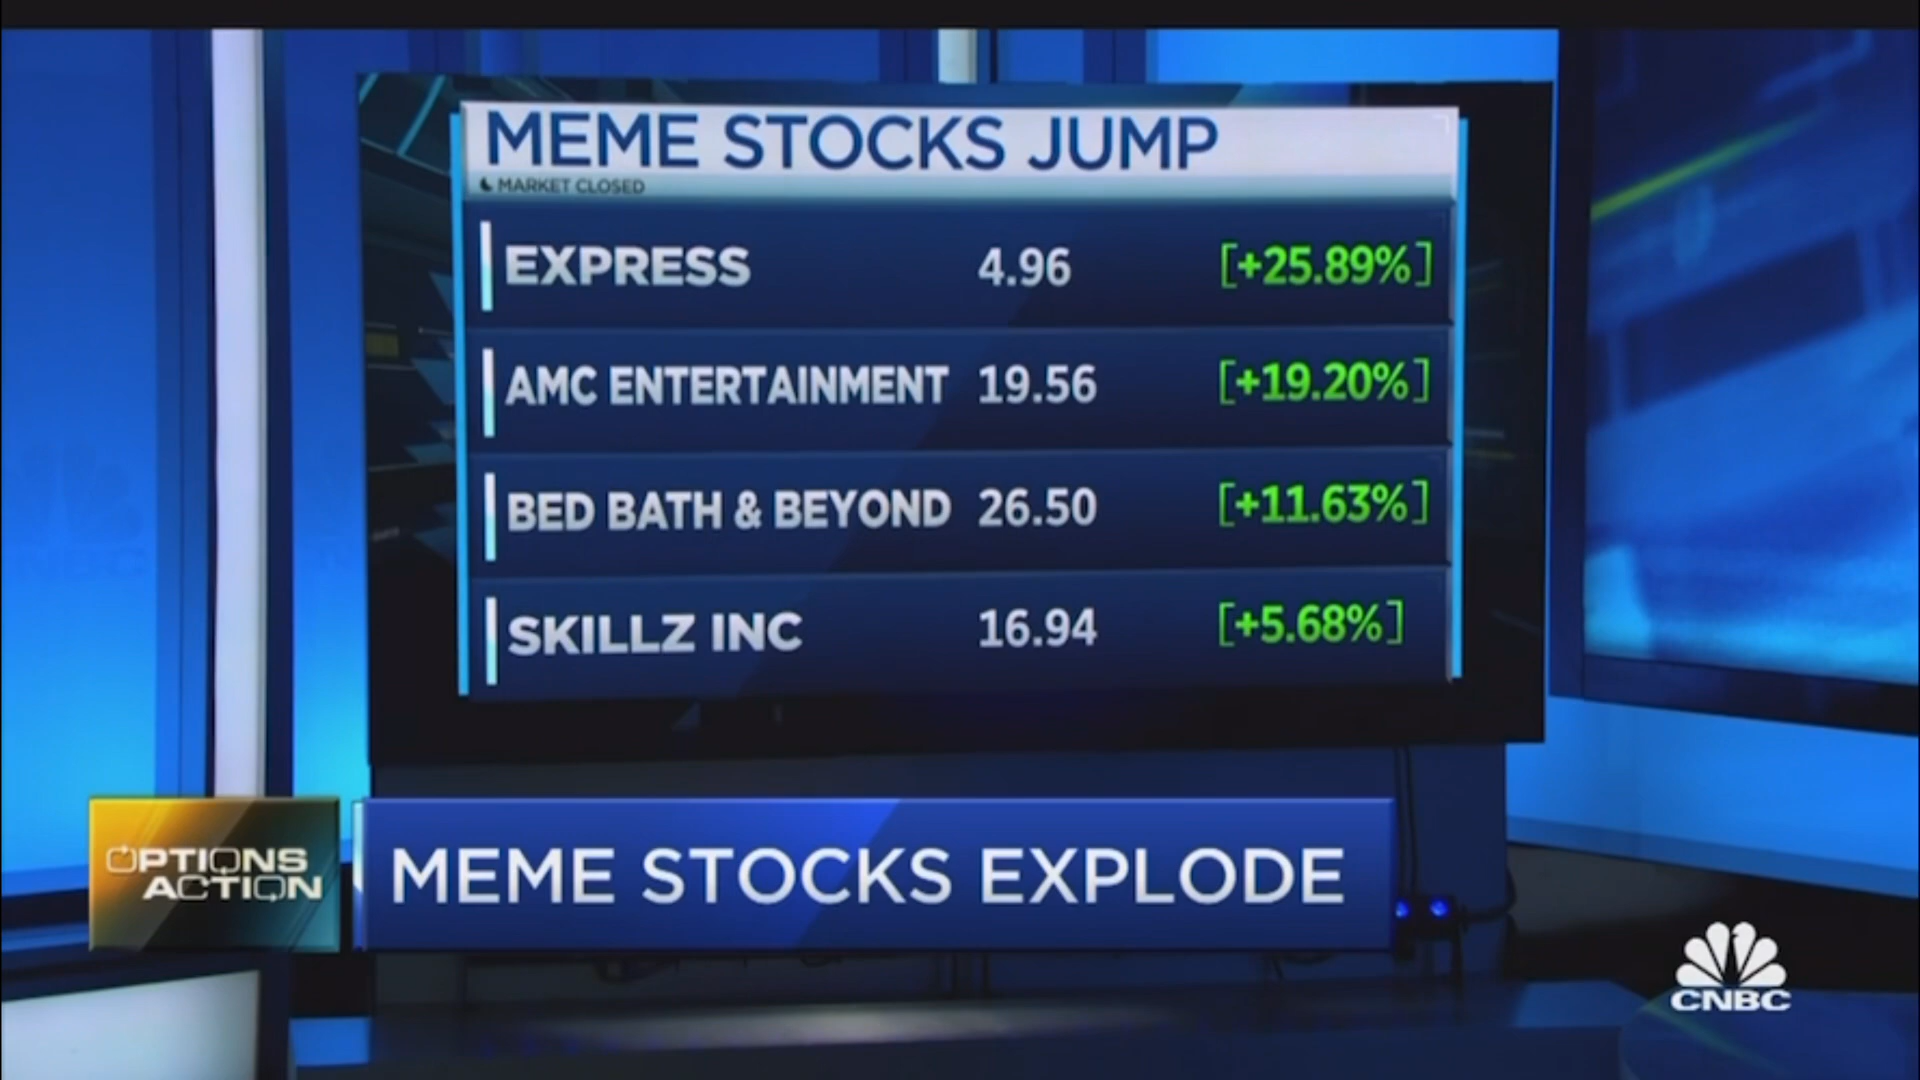 MEME STOCKS JUMP
MARKET CLOSED
EXPRESS 4.96 [+25.89%]
AMC ENTERTAINMENT 19.56 [+19.20%]
BED BATH & BEYOND 26.50 [+11.63%]
SKILLZ INC 16.94 [+5.68%]
OPTIONS
ACTION
MEME STOCKS EXPLODE
CNBC